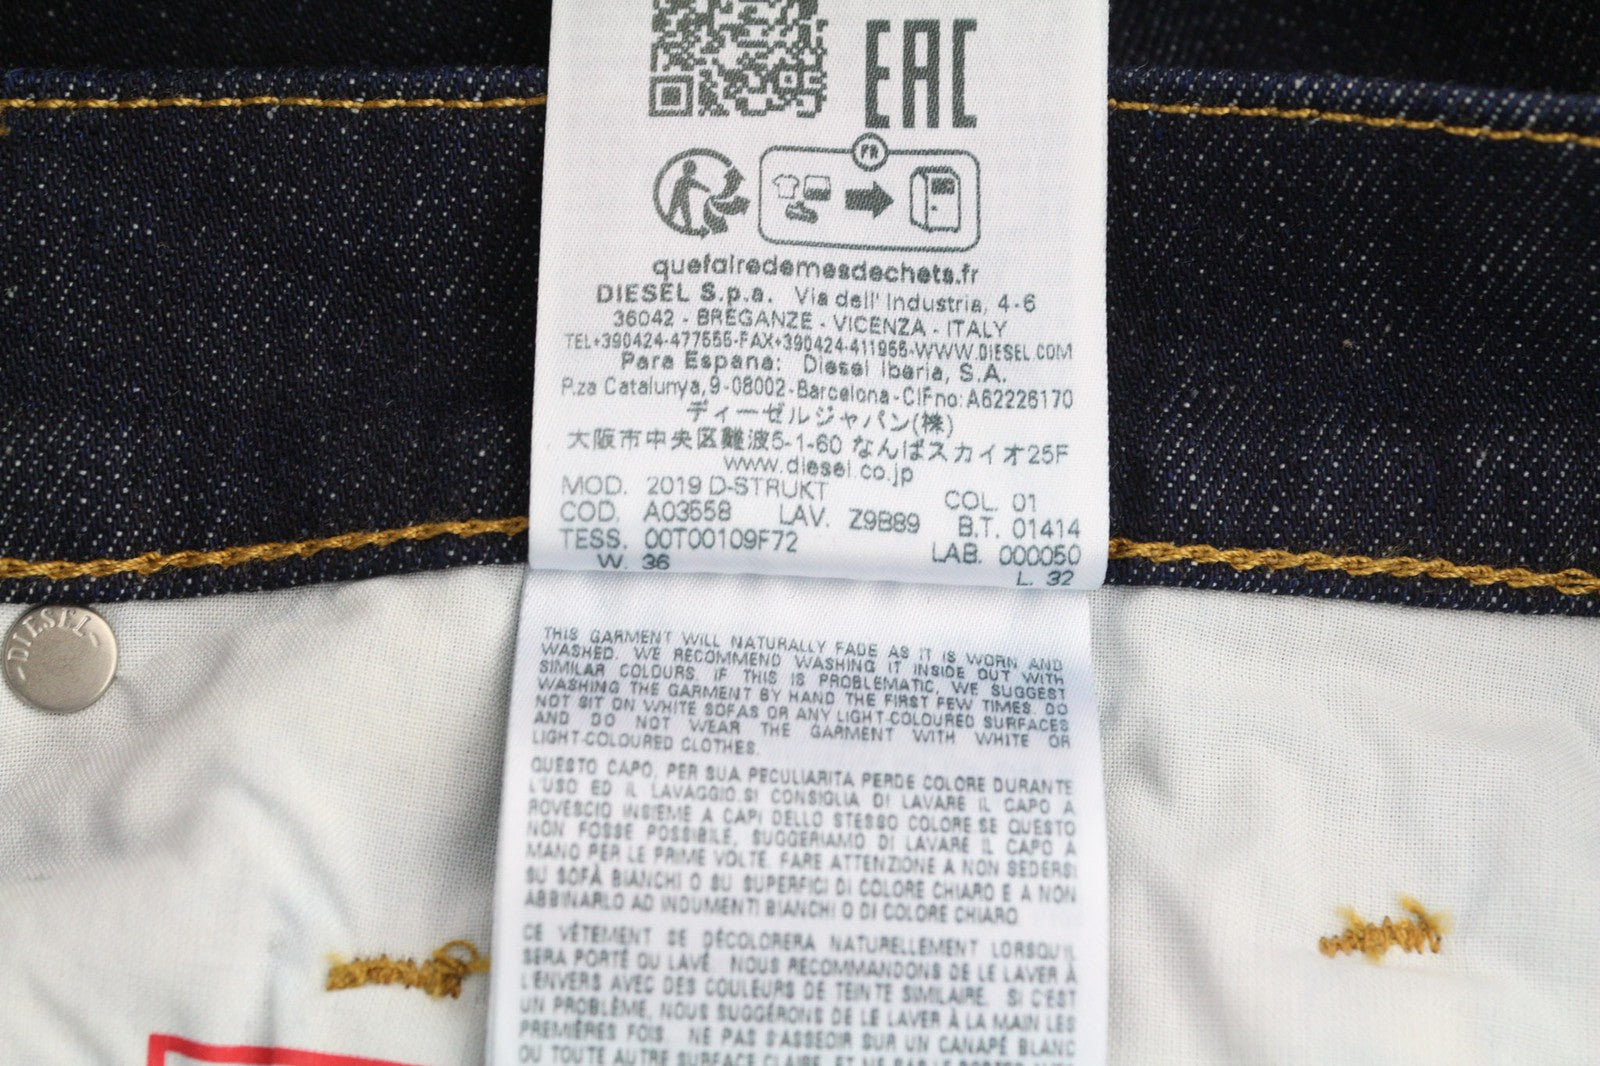 EAC
FR
quefairedemesdechets.fr
DIESEL S.p.a. Via dell' Industria, 4-6
36042 - BREGANZE - VICENZA - ITALY
TEL+390424-477555-FAX+390424-411955-WWW.DIESEL.COM
Para Espana: Diesel Iberia, S.A.
P.za Catalunya,9-08002-Barcelona-CIFno:A62226170
ディーゼルジャパン(株)
大阪市中央区難波5-1-60 なんばスカイオ25F
www.diesel.co.jp
MOD. 2019 D-STRUKT COL. 01
COD. A03558 LAV. Z9B89 B.T. 01414
TESS. 00T00109F72 LAB. 000050
W. 36 L. 32
-DIESEL-
THIS GARMENT WILL NATURALLY FADE AS IT IS WORN AND
WASHED. WE RECOMMEND WASHING IT INSIDE OUT WITH
SIMILAR COLOURS. IF THIS IS PROBLEMATIC, WE SUGGEST
WASHING THE GARMENT BY HAND THE FIRST FEW TIMES. DO
NOT SIT ON WHITE SOFAS OR ANY LIGHT-COLOURED SURFACES
AND DO NOT WEAR THE GARMENT WITH WHITE OR
LIGHT-COLOURED CLOTHES.
QUESTO CAPO, PER SUA PECULIARITA PERDE COLORE DURANTE
L'USO ED IL LAVAGGIO.SI CONSIGLIA DI LAVARE IL CAPO A
ROVESCIO INSIEME A CAPI DELLO STESSO COLORE.SE QUESTO
NON FOSSE POSSIBILE, SUGGERIAMO DI LAVARE IL CAPO A
MANO PER LE PRIME VOLTE. FARE ATTENZIONE A NON SEDERSI
SU SOFÀ BIANCHI O SU SUPERFICI DI COLORE CHIARO E A NON
ABBINARLO AD INDUMENTI BIANCHI O DI COLORE CHIARO
CE VÊTEMENT SE DÉCOLORERA NATURELLEMENT LORSQU'IL
SERA PORTÉ OU LAVÉ. NOUS RECOMMANDONS DE LE LAVER À
L'ENVERS AVEC DES COULEURS DE TEINTE SIMILAIRE. SI C'EST
UN PROBLÈME, NOUS SUGGÉRONS DE LE LAVER À LA MAIN LES
PREMIÈRES FOIS. NE PAS S'ASSEOIR SUR UN CANAPÉ BLANC
OU TOUTE AUTRE SURFACE CLAIRE, ET NE PAS LE PORTER AVEC